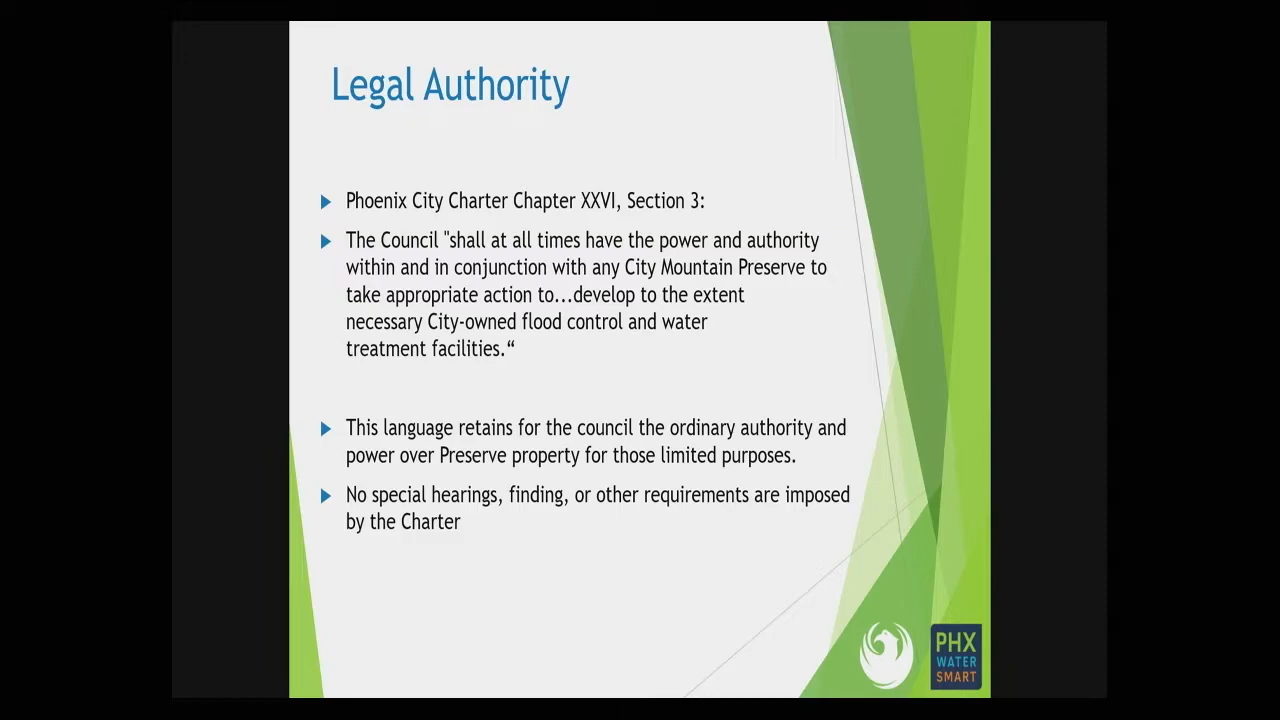 Legal Authority
Phoenix City Charter Chapter XXVI, Section 3:
The Council "shall at all times have the power and authority
within and in conjunction with any City Mountain Preserve to
take appropriate action to...develop to the extent
necessary City-owned flood control and water
treatment facilities.“
This language retains for the council the ordinary authority and
power over Preserve property for those limited purposes.
No special hearings, finding, or other requirements are imposed
by the Charter
PHX
WATER
SMART